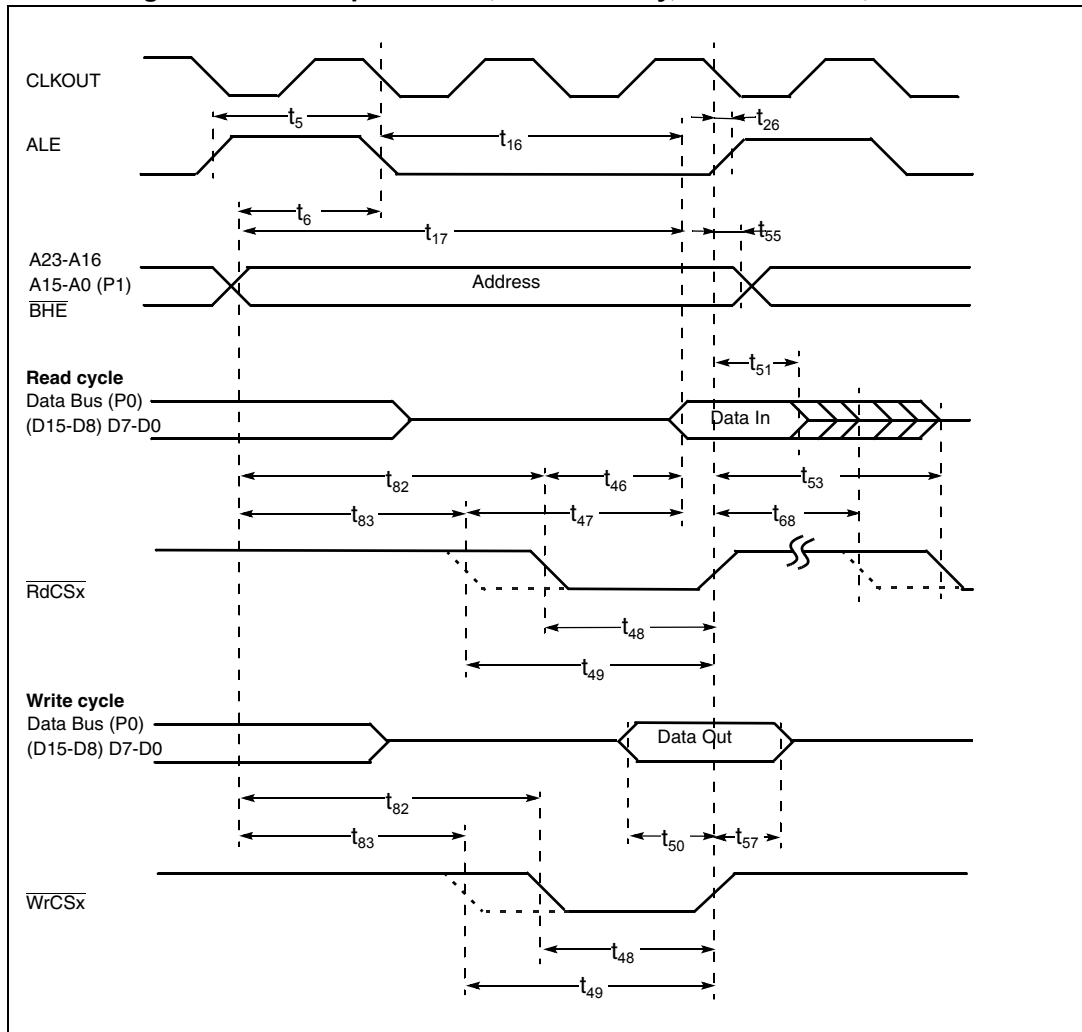 CLKOUT
t5
t26
ALE
t16
t6
t17
t55
A23-A16
A15-A0 (P1)
Address
BHE
t51
Read cycle
Data Bus (P0)
(D15-D8) D7-D0
Data In
t82
t46
t53
t83
t47
t68
RdCSx
t48
t49
Write cycle
Data Bus (P0)
(D15-D8) D7-D0
Data Out
t82
t83
t50
t57
WrCSx
t48
t49